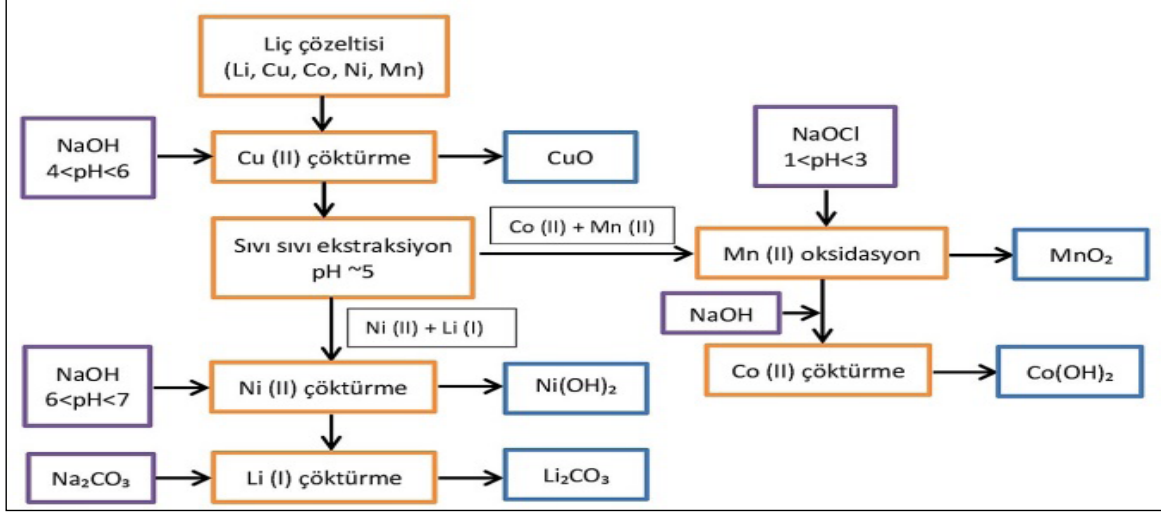 Liç çözeltisi
(Li, Cu, Co, Ni, Mn)
NaOH
4<pH<6
Cu (II) çöktürme
CuO
NaOCl
1<pH<3
Sıvı sıvı ekstraksiyon
pH ~5
Co (II) + Mn (II)
Mn (II) oksidasyon
MnO₂
Ni (II) + Li (I)
NaOH
NaOH
6<pH<7
Ni (II) çöktürme
Ni(OH)₂
Co (II) çöktürme
Co(OH)₂
Na₂CO₃
Li (I) çöktürme
Li₂CO₃